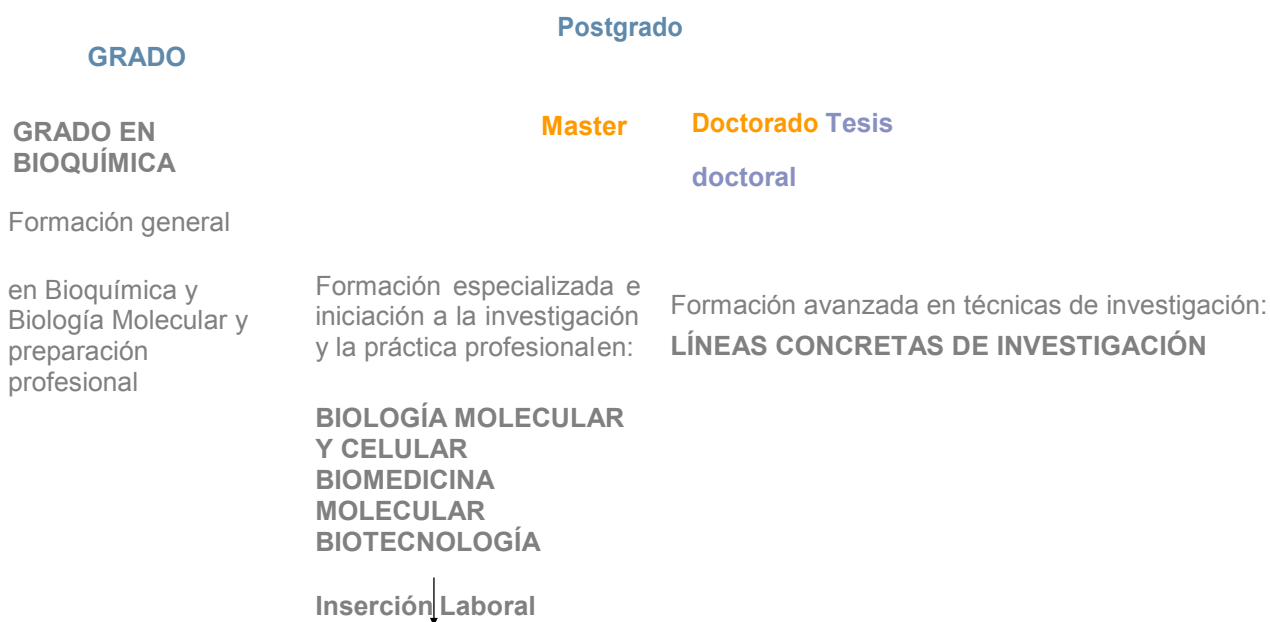 Postgrado
GRADO
GRADO EN
BIOQUÍMICA
Formación general
en Bioquímica y
Biología Molecular y
preparación
profesional
Master
Formación especializada e
iniciación a la investigación
y la práctica profesionalen:
BIOLOGÍA MOLECULAR
Y CELULAR
BIOMEDICINA
MOLECULAR
BIOTECNOLOGÍA
Inserción Laboral
Doctorado Tesis
doctoral
Formación avanzada en técnicas de investigación:
LÍNEAS CONCRETAS DE INVESTIGACIÓN